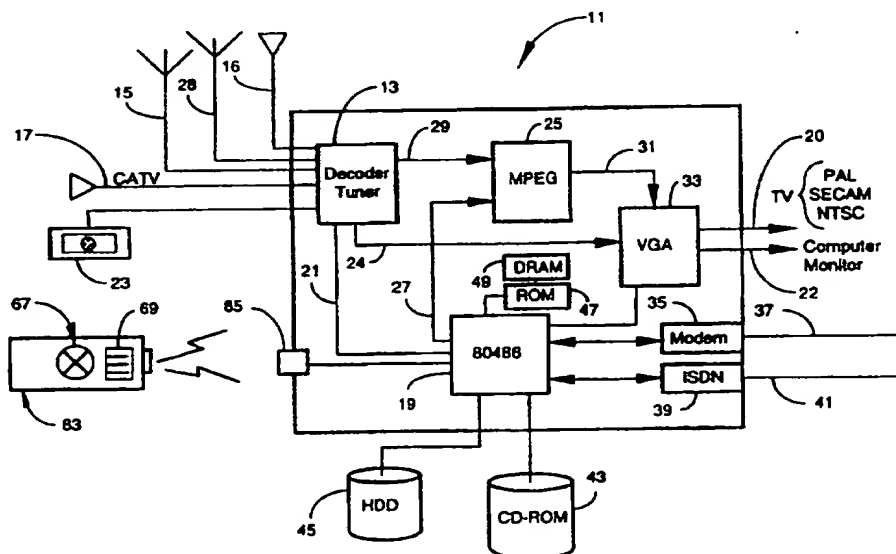 11
15
28
16
13
29
25
17
CATV
Decoder
Tuner
MPEG
31
33
20
TV
PAL
SECAM
NTSC
VGA
Computer
Monitor
22
23
21
24
49
DRAM
ROM
47
27
35
37
67
69
65
80486
Modem
19
ISDN
39
41
63
45
HDD
43
CD-ROM